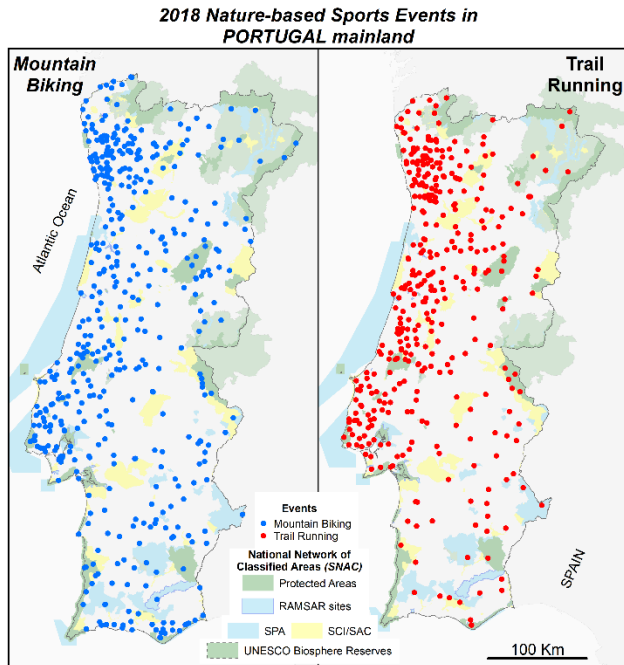 2018 Nature-based Sports Events in
PORTUGAL mainland
Mountain
Biking
Trail
Running
Atlantic Ocean
SPAIN
Events
Mountain Biking
Trail Running
National Network of
Classified Areas (SNAC)
Protected Areas
RAMSAR sites
SPA SCI/SAC
UNESCO Biosphere Reserves
100 Km